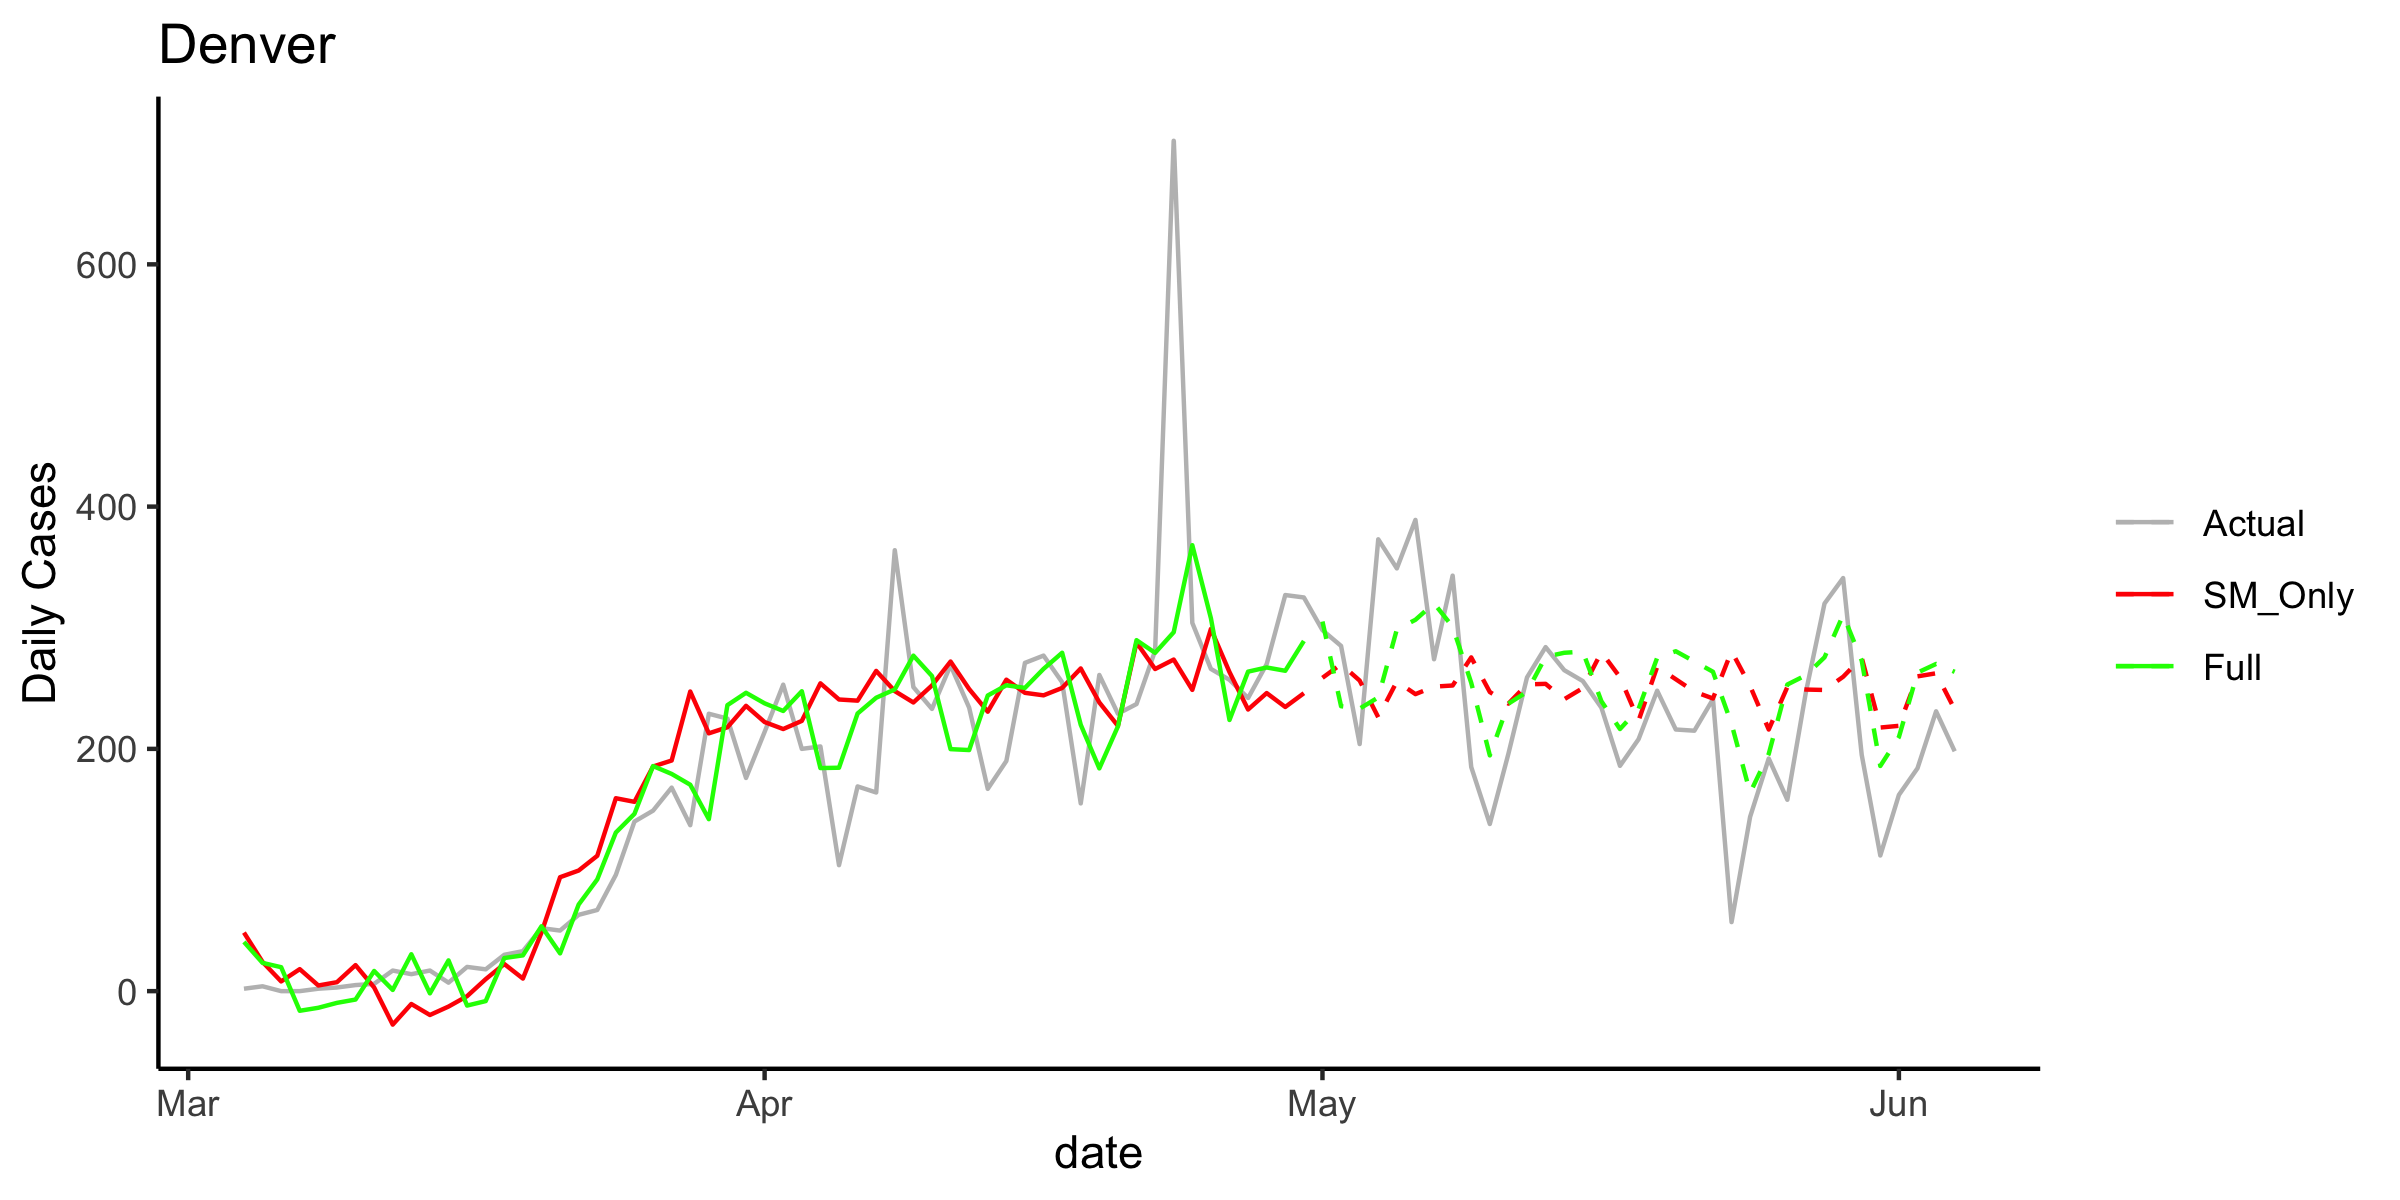 Denver
Daily Cases
600
400
200
0
Mar Apr May Jun
date
Actual
SM_Only
Full